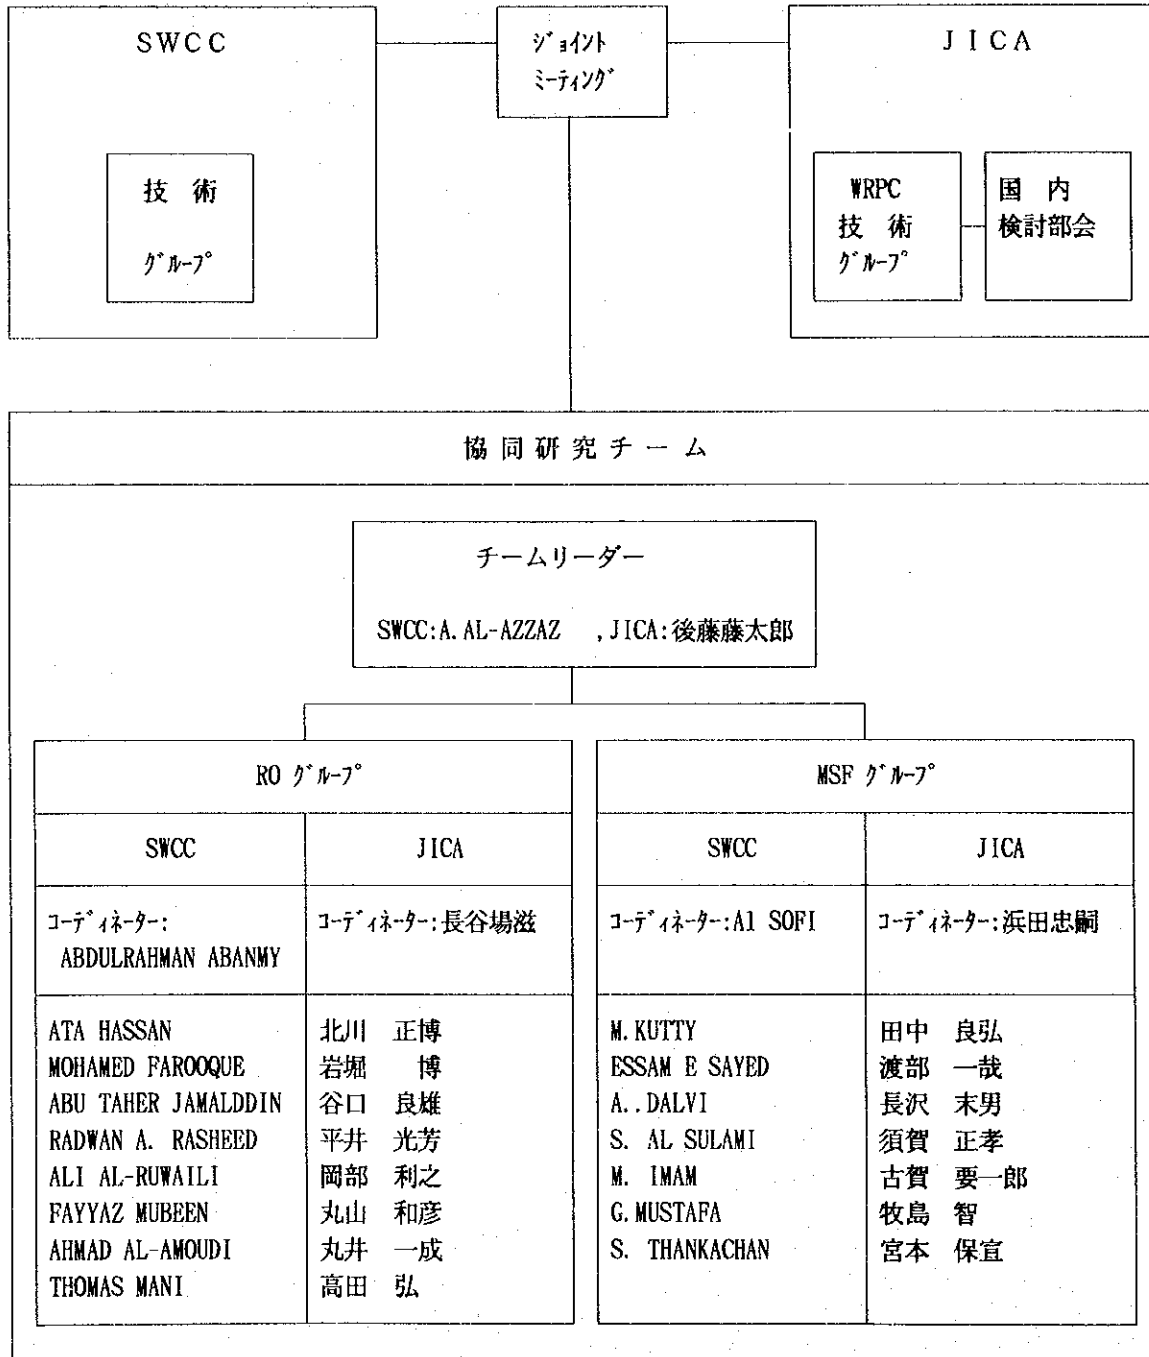 SWCC
ｼﾞｮｲﾝﾄ
ﾐｰﾃｨﾝｸﾞ
JICA
技 術
ｸﾞﾙｰﾌﾟ
WRPC
技 術
ｸﾞﾙｰﾌﾟ
国 内
検討部会
協同研究チーム
チームリーダー
SWCC:A.AL-AZZAZ ,JICA:後藤藤太郎
RO ｸﾞﾙｰﾌﾟ
SWCC JICA
ｺｰﾃﾞｨﾈｰﾀｰ:
ABDULRAHMAN ABANMY
ｺｰﾃﾞｨﾈｰﾀｰ:長谷場滋
ATA HASSAN 北川 正博
MOHAMED FAROOQUE 岩堀 博
ABU TAHER JAMALDDIN 谷口 良雄
RADWAN A. RASHEED 平井 光芳
ALI AL-RUWAILI 岡部 利之
FAYYAZ MUBEEN 丸山 和彦
AHMAD AL-AMOUDI 丸井 一成
THOMAS MANI 高田 弘
MSF ｸﾞﾙｰﾌﾟ
SWCC JICA
ｺｰﾃﾞｨﾈｰﾀｰ:Al SOFI ｺｰﾃﾞｨﾈｰﾀｰ:浜田忠嗣
M.KUTTY 田中 良弘
ESSAM E SAYED 渡部 一哉
A..DALVI 長沢 末男
S. AL SULAMI 須賀 正孝
M. IMAM 古賀 要一郎
G.MUSTAFA 牧島 智
S. THANKACHAN 宮本 保宣